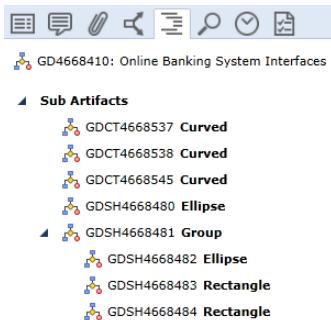 GD4668410: Online Banking System Interfaces
Sub Artifacts
GDCT4668537 Curved
GDCT4668538 Curved
GDCT4668545 Curved
GDSH4668480 Ellipse
GDSH4668481 Group
GDSH4668482 Ellipse
GDSH4668483 Rectangle
GDSH4668484 Rectangle